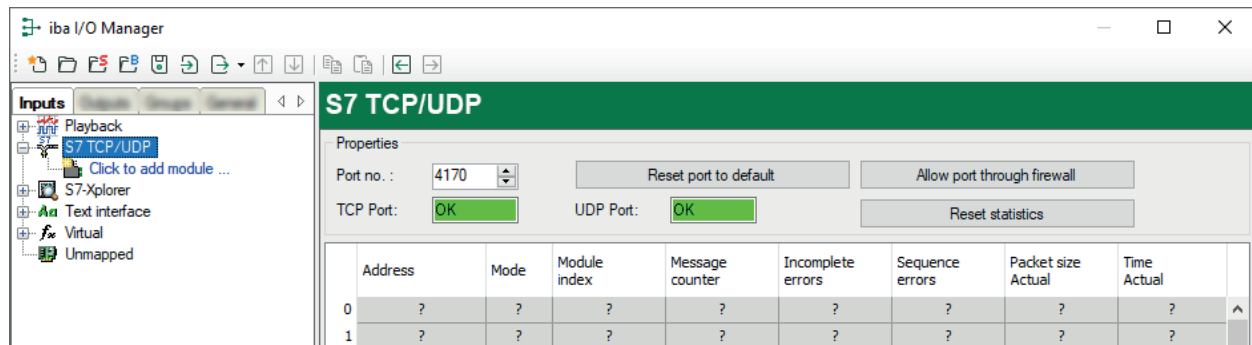 iba I/O Manager
Inputs
Playback
S7 TCP/UDP
Click to add module ...
S7-Xplorer
Text interface
Virtual
Unmapped
S7 TCP/UDP
Properties
Port no. : 4170 Reset port to default Allow port through firewall
TCP Port: OK UDP Port: OK Reset statistics
Address Mode Module index Message counter Incomplete errors Sequence errors Packet size Actual Time Actual
0 ? ? ? ? ? ? ? ?
1 ? ? ? ? ? ? ? ?